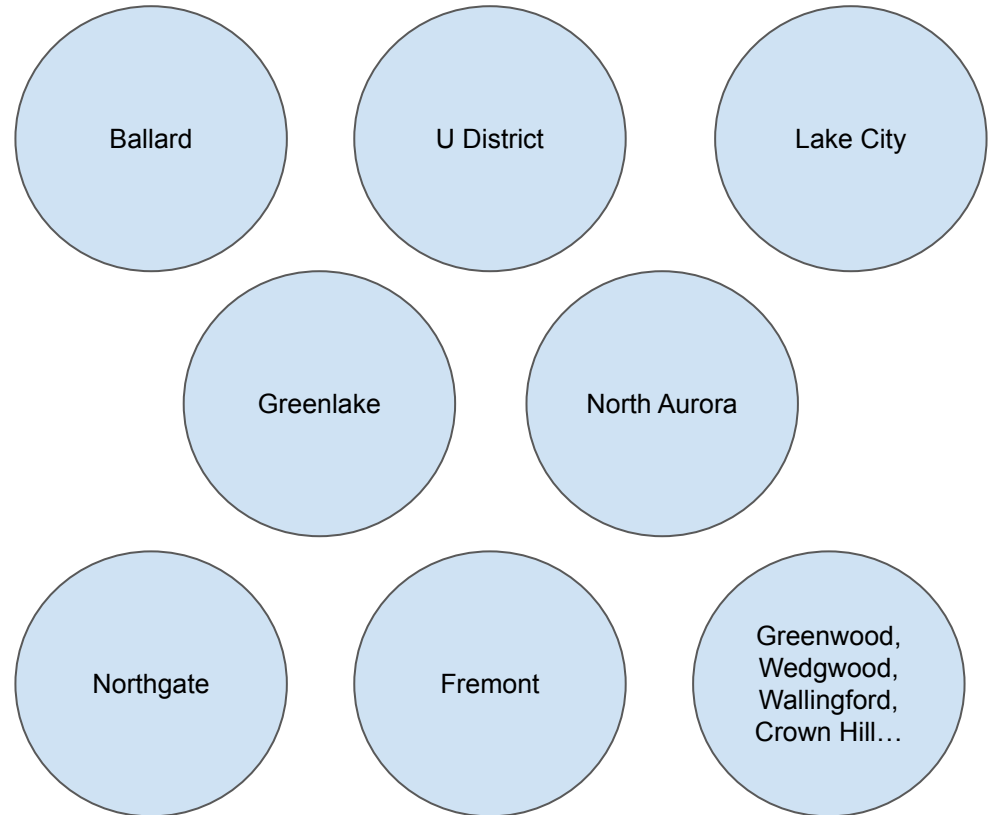 Ballard
U District
Lake City
Greenlake
North Aurora
Northgate
Fremont
Greenwood,
Wedgwood,
Wallingford,
Crown Hill…